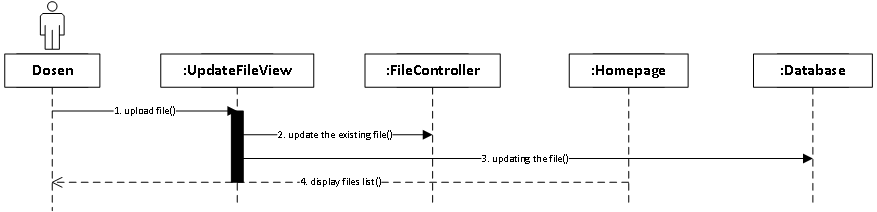 Dosen
:UpdateFileView
:FileController
:Homepage
:Database
1. upload file()
2. update the existing file()
3. updating the file()
4. display files list()